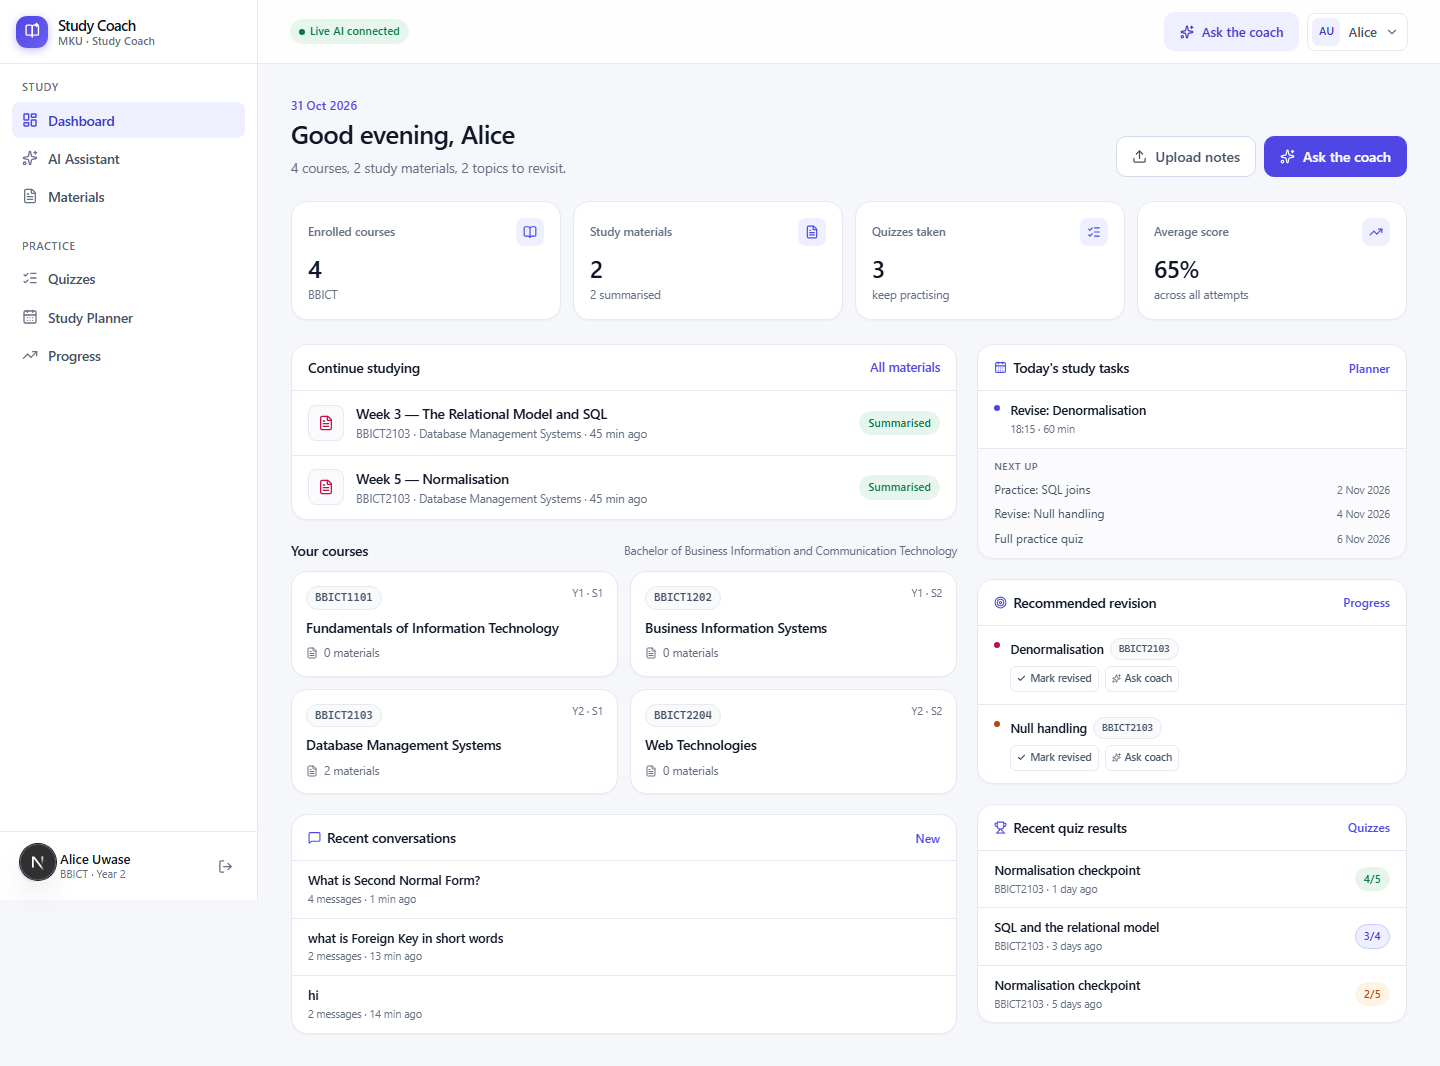 Study Coach
MKU · Study Coach
STUDY
Dashboard
AI Assistant
Materials
PRACTICE
Quizzes
Study Planner
Progress
N
Alice Uwase
BBICT · Year 2
Live AI connected
Ask the coach
AU
Alice
31 Oct 2026
Good evening, Alice
4 courses, 2 study materials, 2 topics to revisit.
Upload notes
Ask the coach
Enrolled courses
4
BBICT
Study materials
2
2 summarised
Quizzes taken
3
keep practising
Average score
65%
across all attempts
Continue studying
All materials
Week 3 — The Relational Model and SQL
BBICT2103 · Database Management Systems · 45 min ago
Summarised
Week 5 — Normalisation
BBICT2103 · Database Management Systems · 45 min ago
Summarised
Your courses
Bachelor of Business Information and Communication Technology
BBICT1101
Y1 · S1
Fundamentals of Information Technology
0 materials
BBICT1202
Y1 · S2
Business Information Systems
0 materials
BBICT2103
Y2 · S1
Database Management Systems
2 materials
BBICT2204
Y2 · S2
Web Technologies
0 materials
Recent conversations
New
What is Second Normal Form?
4 messages · 1 min ago
what is Foreign Key in short words
2 messages · 13 min ago
hi
2 messages · 14 min ago
Today's study tasks
Planner
Revise: Denormalisation
18:15 · 60 min
NEXT UP
Practice: SQL joins
2 Nov 2026
Revise: Null handling
4 Nov 2026
Full practice quiz
6 Nov 2026
Recommended revision
Progress
Denormalisation
BBICT2103
Mark revised
Ask coach
Null handling
BBICT2103
Mark revised
Ask coach
Recent quiz results
Quizzes
Normalisation checkpoint
BBICT2103 · 1 day ago
4/5
SQL and the relational model
BBICT2103 · 3 days ago
3/4
Normalisation checkpoint
BBICT2103 · 5 days ago
2/5